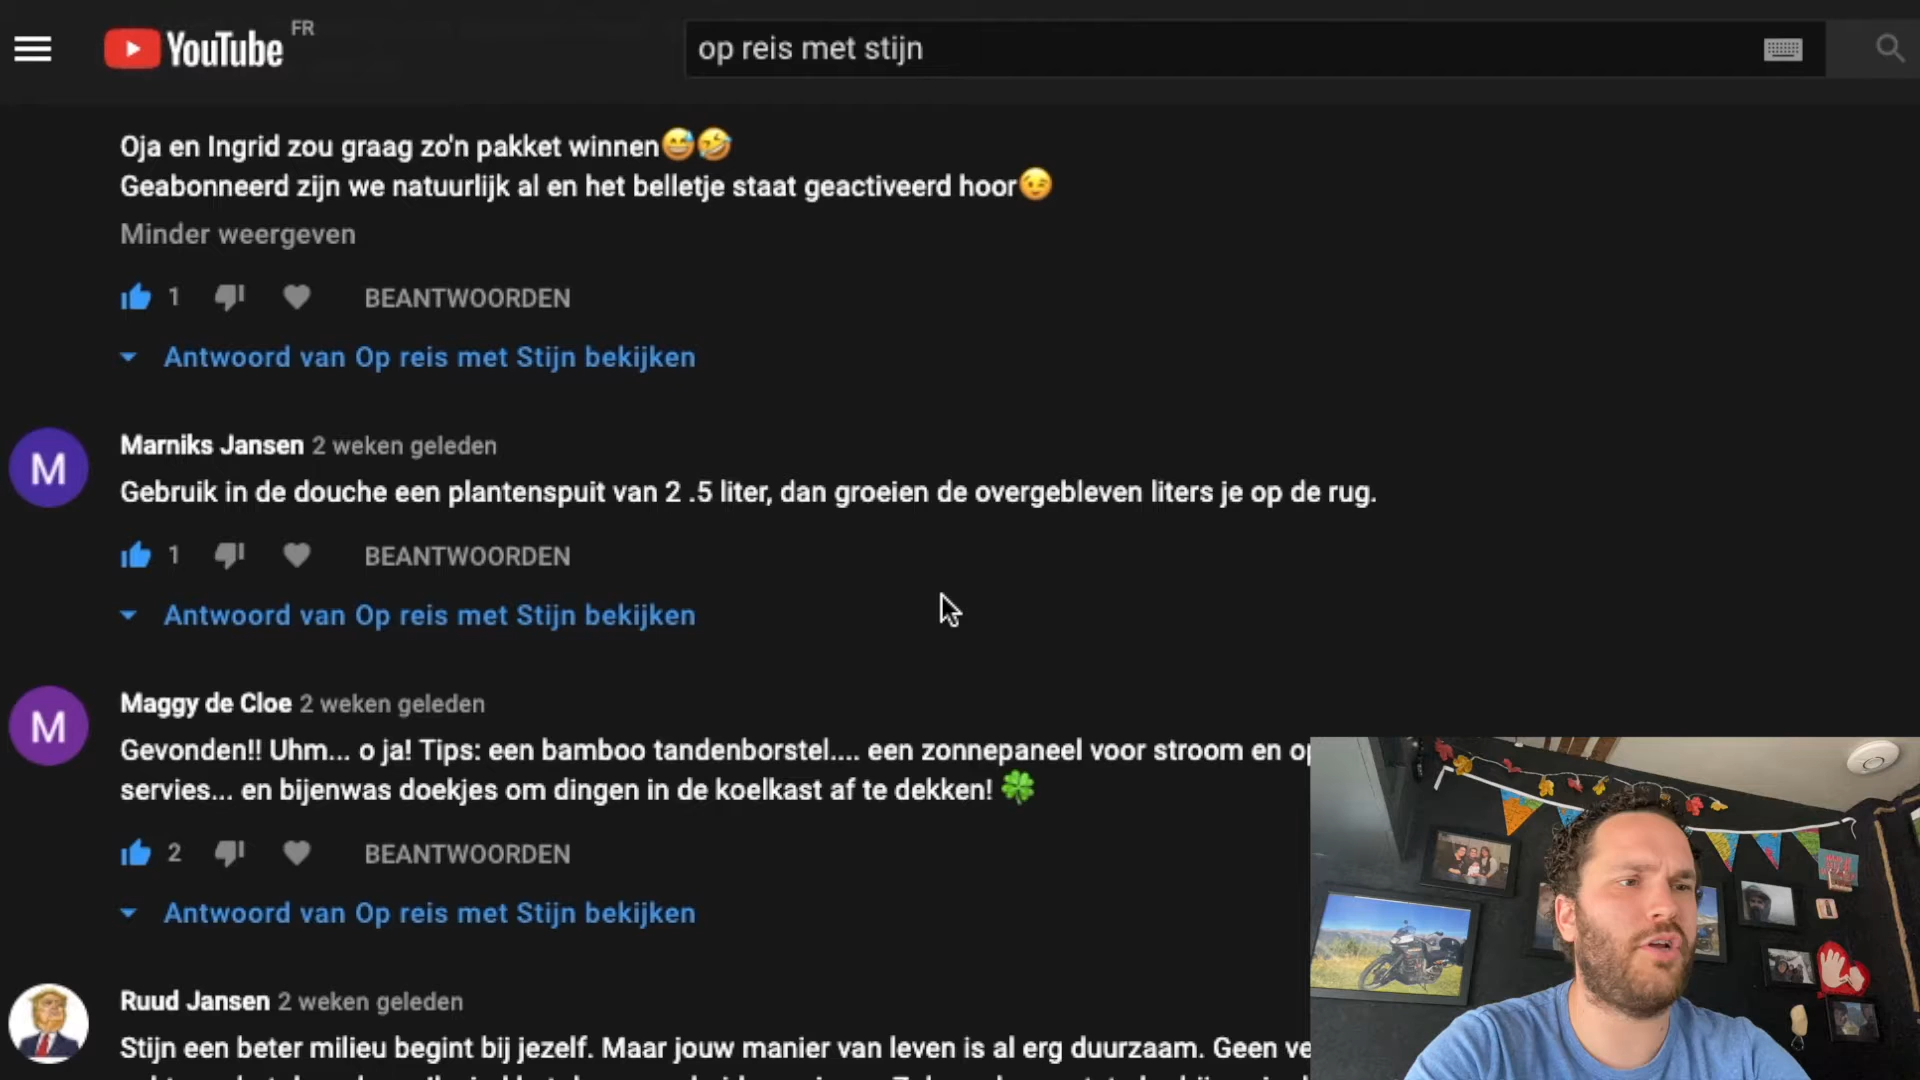 YouTube FR
op reis met stijn
Oja en Ingrid zou graag zo'n pakket winnen😅🤣
Geabonneerd zijn we natuurlijk al en het belletje staat geactiveerd hoor😉
Minder weergeven
1 BEANTWOORDEN
Antwoord van Op reis met Stijn bekijken
M
Marniks Jansen 2 weken geleden
Gebruik in de douche een plantenspuit van 2 .5 liter, dan groeien de overgebleven liters je op de rug.
1 BEANTWOORDEN
Antwoord van Op reis met Stijn bekijken
M
Maggy de Cloe 2 weken geleden
Gevonden!! Uhm... o ja! Tips: een bamboo tandenborstel.... een zonnepaneel voor stroom en
servies... en bijenwas doekjes om dingen in de koelkast af te dekken! 🍀
2 BEANTWOORDEN
Antwoord van Op reis met Stijn bekijken
Ruud Jansen 2 weken geleden
Stijn een beter milieu begint bij jezelf. Maar jouw manier van leven is al erg duurzaam. Geen